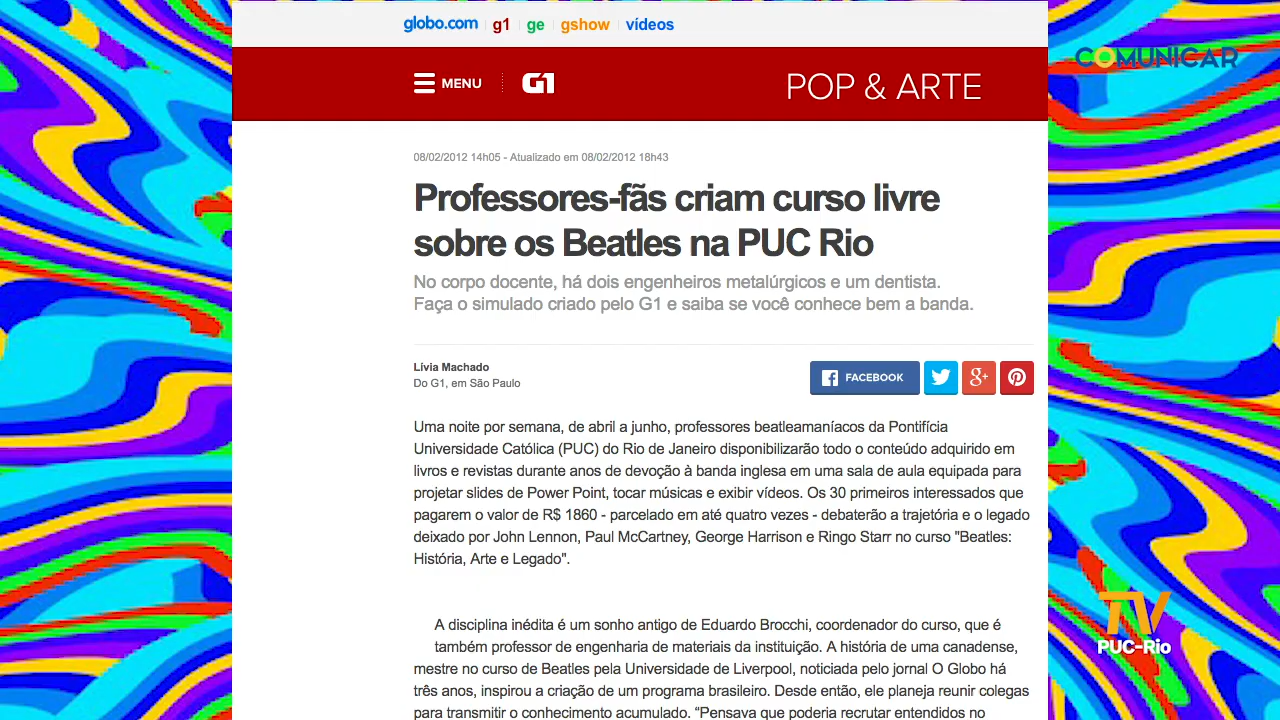 globo.com g1 ge gshow vídeos
MENU G1 POP & ARTE
COMUNICAR
08/02/2012 14h05 - Atualizado em 08/02/2012 18h43
Professores-fãs criam curso livre
sobre os Beatles na PUC Rio
No corpo docente, há dois engenheiros metalúrgicos e um dentista.
Faça o simulado criado pelo G1 e saiba se você conhece bem a banda.
Lívia Machado
Do G1, em São Paulo
FACEBOOK
g+
Uma noite por semana, de abril a junho, professores beatleamaníacos da Pontifícia
Universidade Católica (PUC) do Rio de Janeiro disponibilizarão todo o conteúdo adquirido em
livros e revistas durante anos de devoção à banda inglesa em uma sala de aula equipada para
projetar slides de Power Point, tocar músicas e exibir vídeos. Os 30 primeiros interessados que
pagarem o valor de R$ 1860 - parcelado em até quatro vezes - debaterão a trajetória e o legado
deixado por John Lennon, Paul McCartney, George Harrison e Ringo Starr no curso "Beatles:
História, Arte e Legado".
A disciplina inédita é um sonho antigo de Eduardo Brocchi, coordenador do curso, que é
também professor de engenharia de materiais da instituição. A história de uma canadense,
mestre no curso de Beatles pela Universidade de Liverpool, noticiada pelo jornal O Globo há
três anos, inspirou a criação de um programa brasileiro. Desde então, ele planeja reunir colegas
para transmitir o conhecimento acumulado. "Pensava que poderia recrutar entendidos no
TV
PUC-Rio